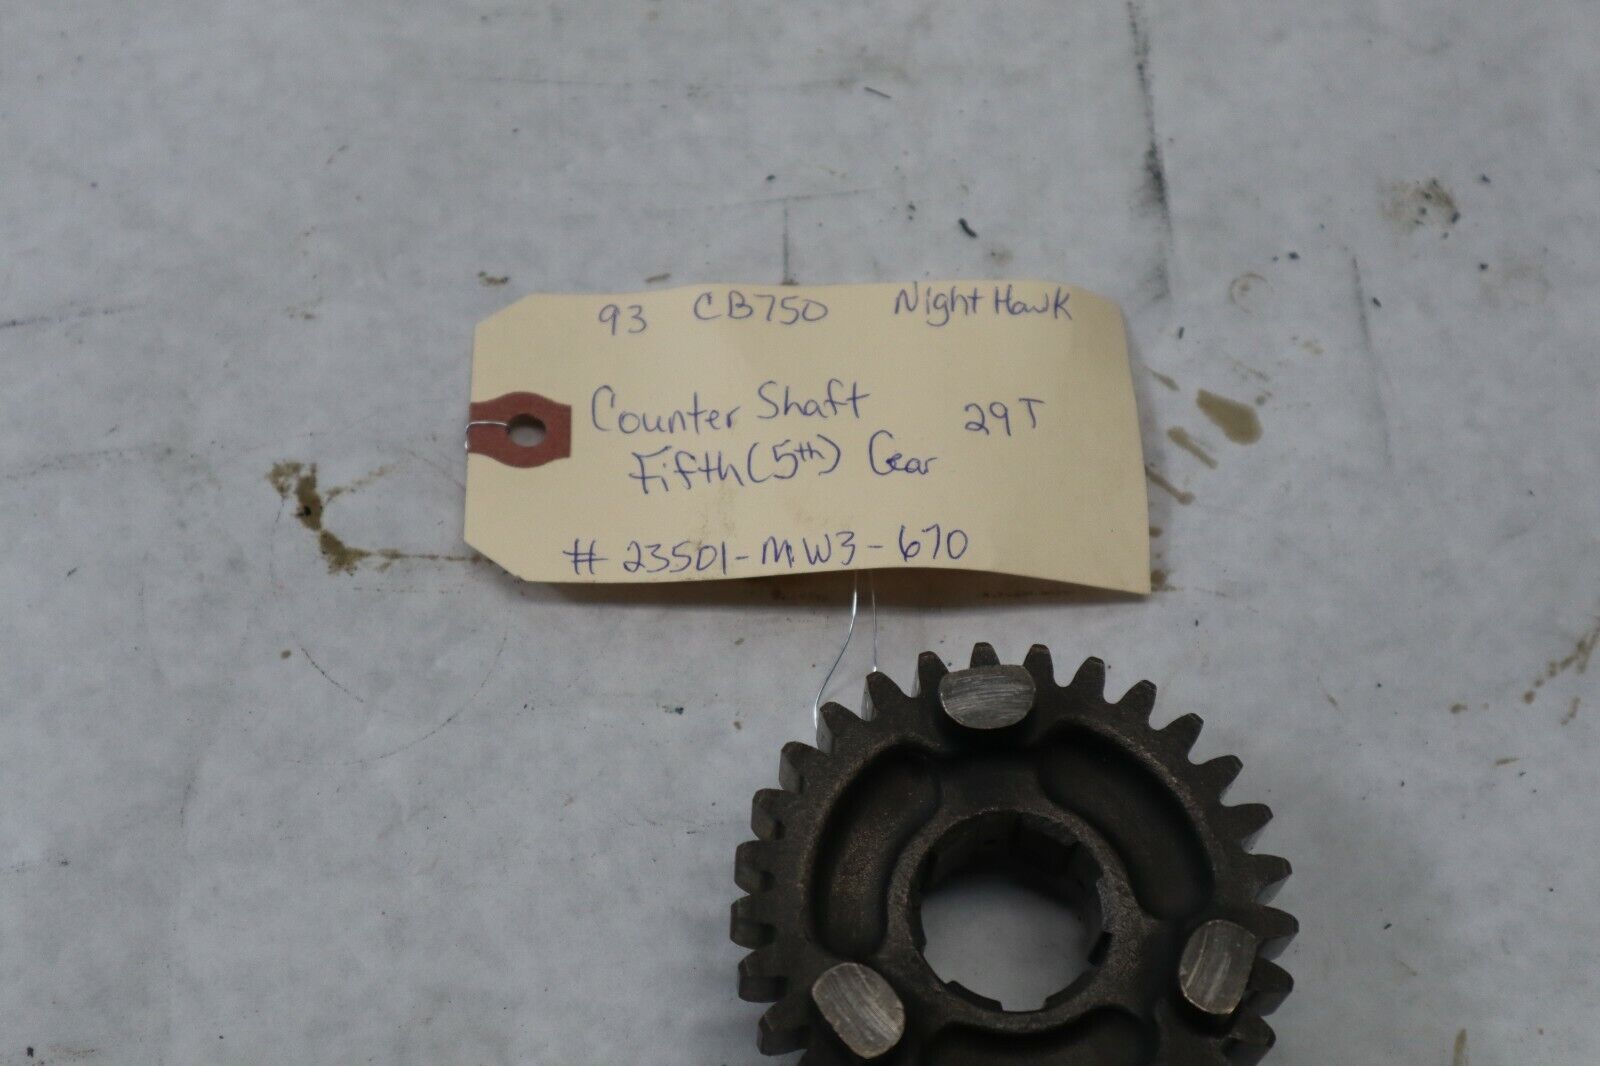 93 CB750 Night Hawk
Counter Shaft 29T
Fifth (5th) Gear
# 23501-MW3-670